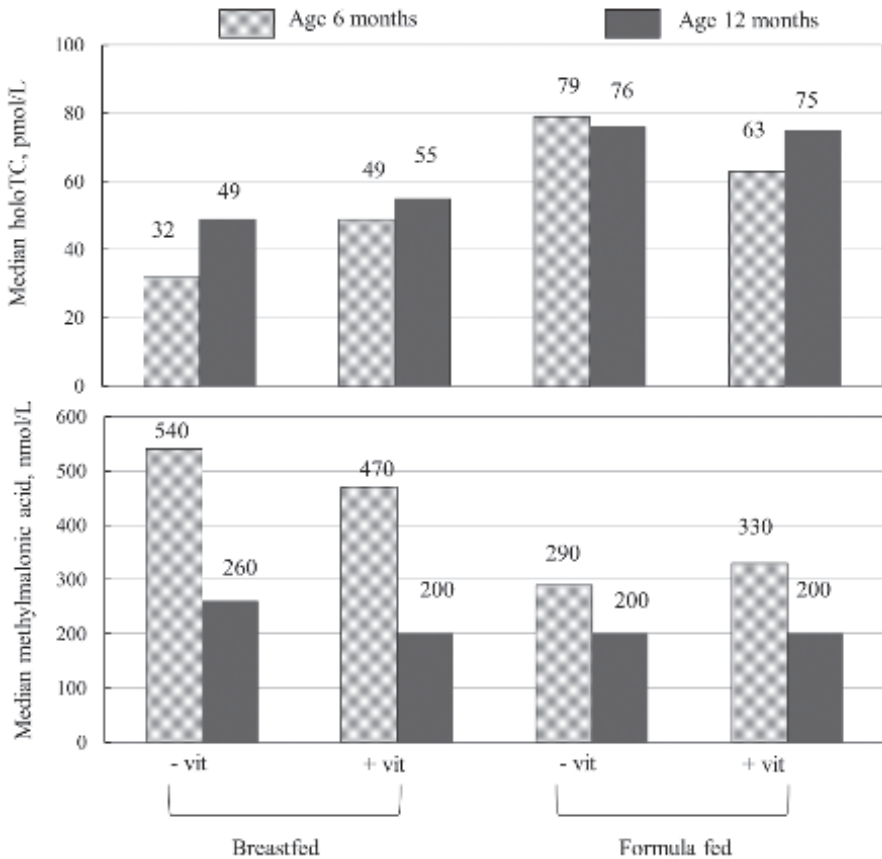 Age 6 months
Age 12 months
Median holoTC, pmol/L
100
80
60
40
20
0
32
49
49
55
79
76
63
75
Median methylmalonic acid, nmol/L
600
500
400
300
200
100
0
540
260
470
200
290
200
330
200
- vit
+ vit
- vit
+ vit
Breastfed
Formula fed